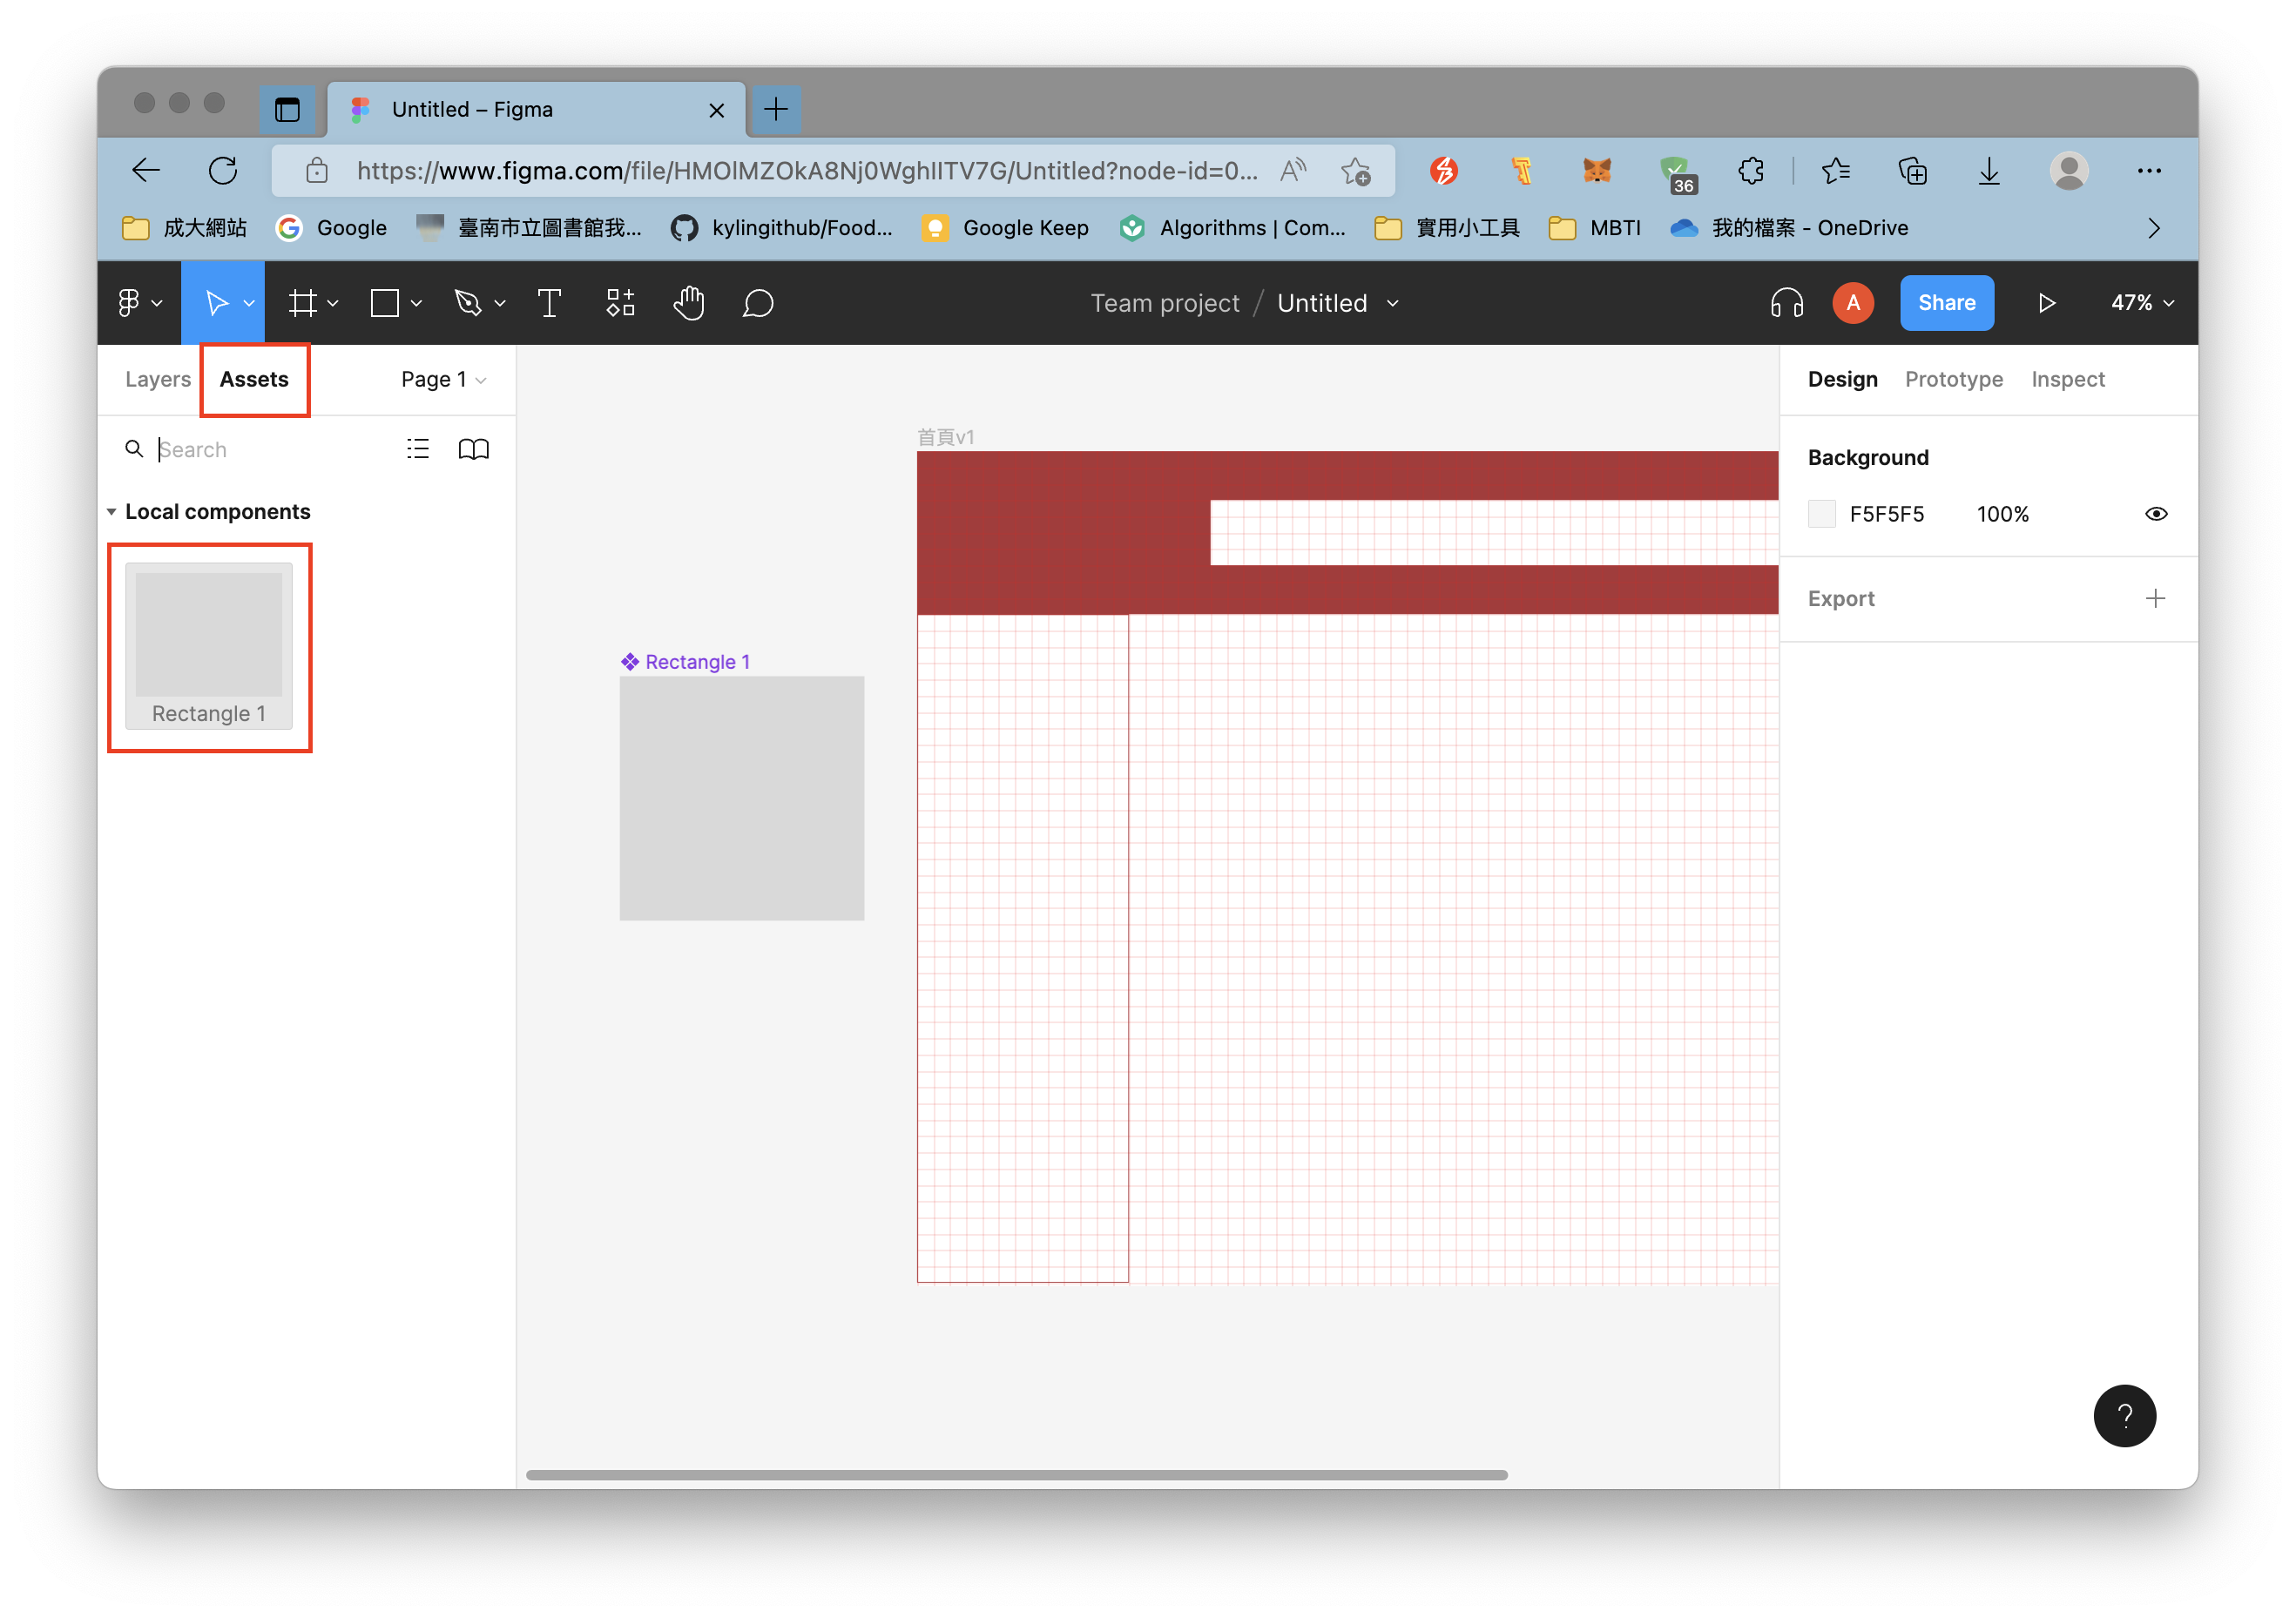 Untitled – Figma
https://www.figma.com/file/HMOlMZOkA8Nj0WghIITV7G/Untitled?node-id=0...
36
成大網站
Google
臺南市立圖書館我...
kylingithub/Food...
Google Keep
Algorithms | Com...
實用小工具
MBTI
我的檔案 - OneDrive
Team project / Untitled
A
Share
47%
Layers
Assets
Page 1
Design
Prototype
Inspect
Search
Local components
Rectangle 1
首頁v1
Rectangle 1
Background
F5F5F5
100%
Export
?